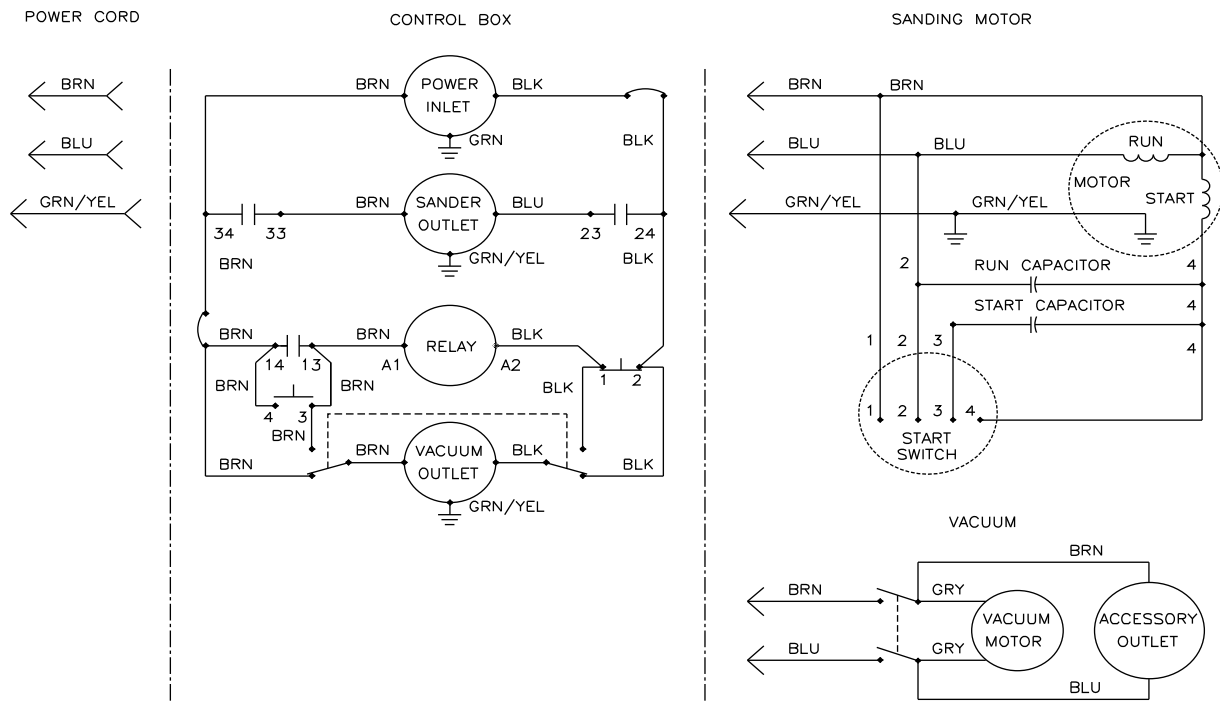 POWER CORD
CONTROL BOX
SANDING MOTOR
BRN
BLU
GRN/YEL
BRN
POWER
INLET
BLK
GRN
BLK
BRN
SANDER
OUTLET
BLU
34
33
23
24
BRN
GRN/YEL
BLK
BRN
BRN
RELAY
BLK
14
13
A1
A2
1
2
BRN
BRN
BLK
4
3
BRN
BRN
BRN
VACUUM
OUTLET
BLK
BLK
GRN/YEL
BRN
BRN
BLU
BLU
RUN
MOTOR
START
GRN/YEL
GRN/YEL
2
RUN CAPACITOR
4
START CAPACITOR
4
1
2
3
4
1
2
3
4
START
SWITCH
VACUUM
BRN
BRN
GRY
VACUUM
MOTOR
ACCESSORY
OUTLET
BLU
GRY
BLU